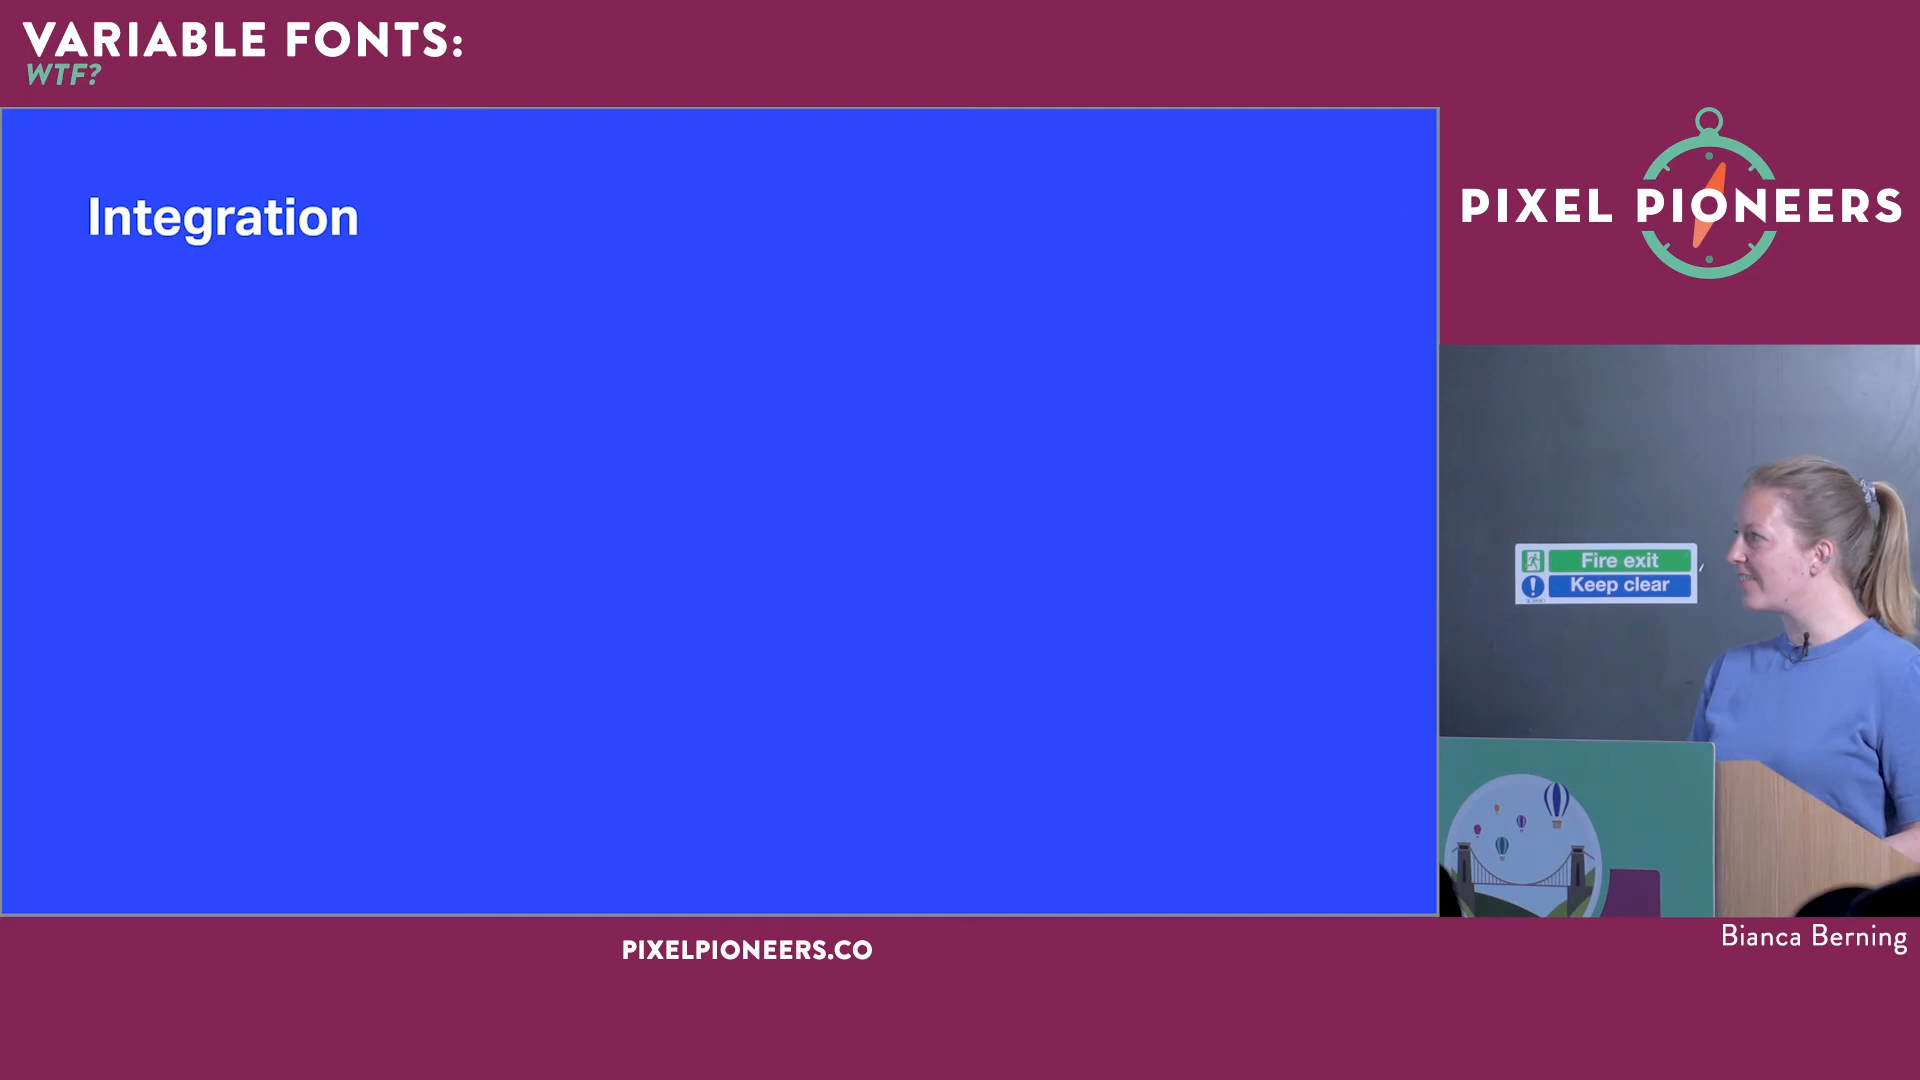 VARIABLE FONTS:
WTF?
Integration
PIXEL PIONEERS
Fire exit
Keep clear
PIXELPIONEERS.CO
Bianca Berning